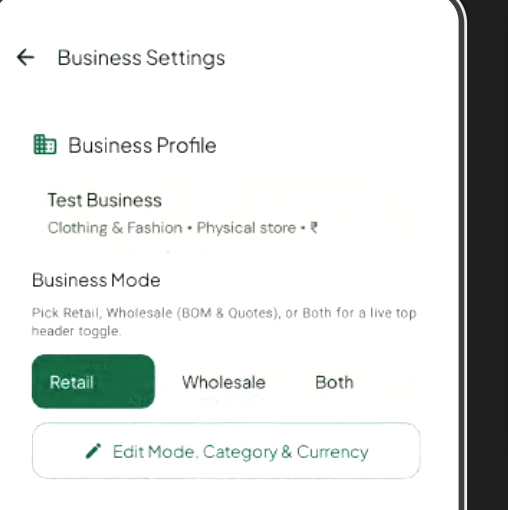 Business Settings
Business Profile
Test Business
Clothing & Fashion • Physical store • ₹
Business Mode
Pick Retail, Wholesale (BOM & Quotes), or Both for a live top
header toggle.
Retail Wholesale Both
Edit Mode, Category & Currency